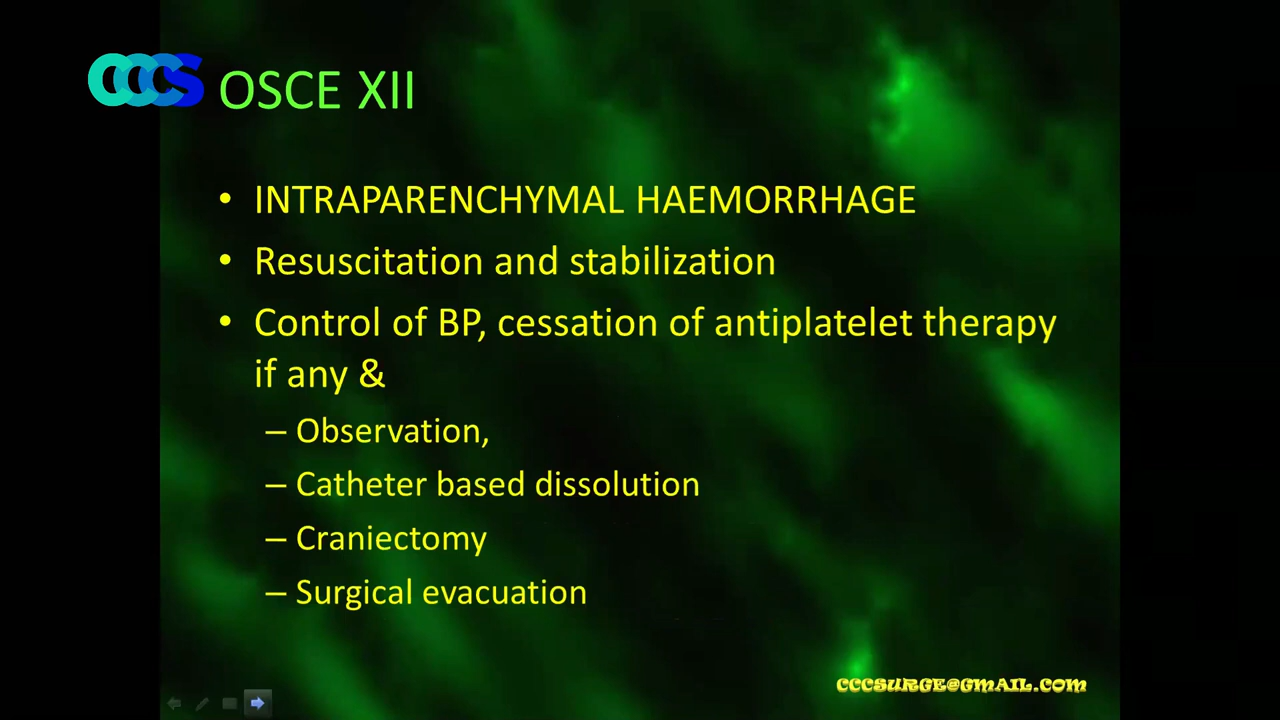 CCCS OSCE XII
• INTRAPARENCHYMAL HAEMORRHAGE
• Resuscitation and stabilization
• Control of BP, cessation of antiplatelet therapy
if any &
– Observation,
– Catheter based dissolution
– Craniectomy
– Surgical evacuation
CCCSURGE@GMAIL.COM